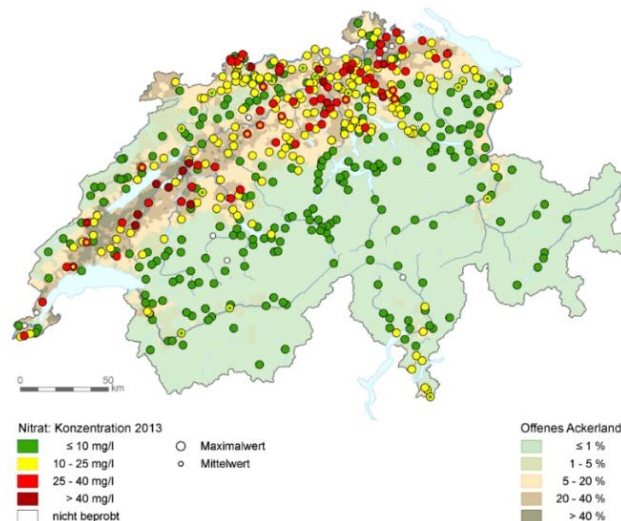 0 50
km
Nitrat: Konzentration 2013
≤ 10 mg/l
10 - 25 mg/l
25 - 40 mg/l
> 40 mg/l
nicht beprobt
Maximalwert
Mittelwert
Offenes Ackerland
≤ 1 %
1 - 5 %
5 - 20 %
20 - 40 %
> 40 %